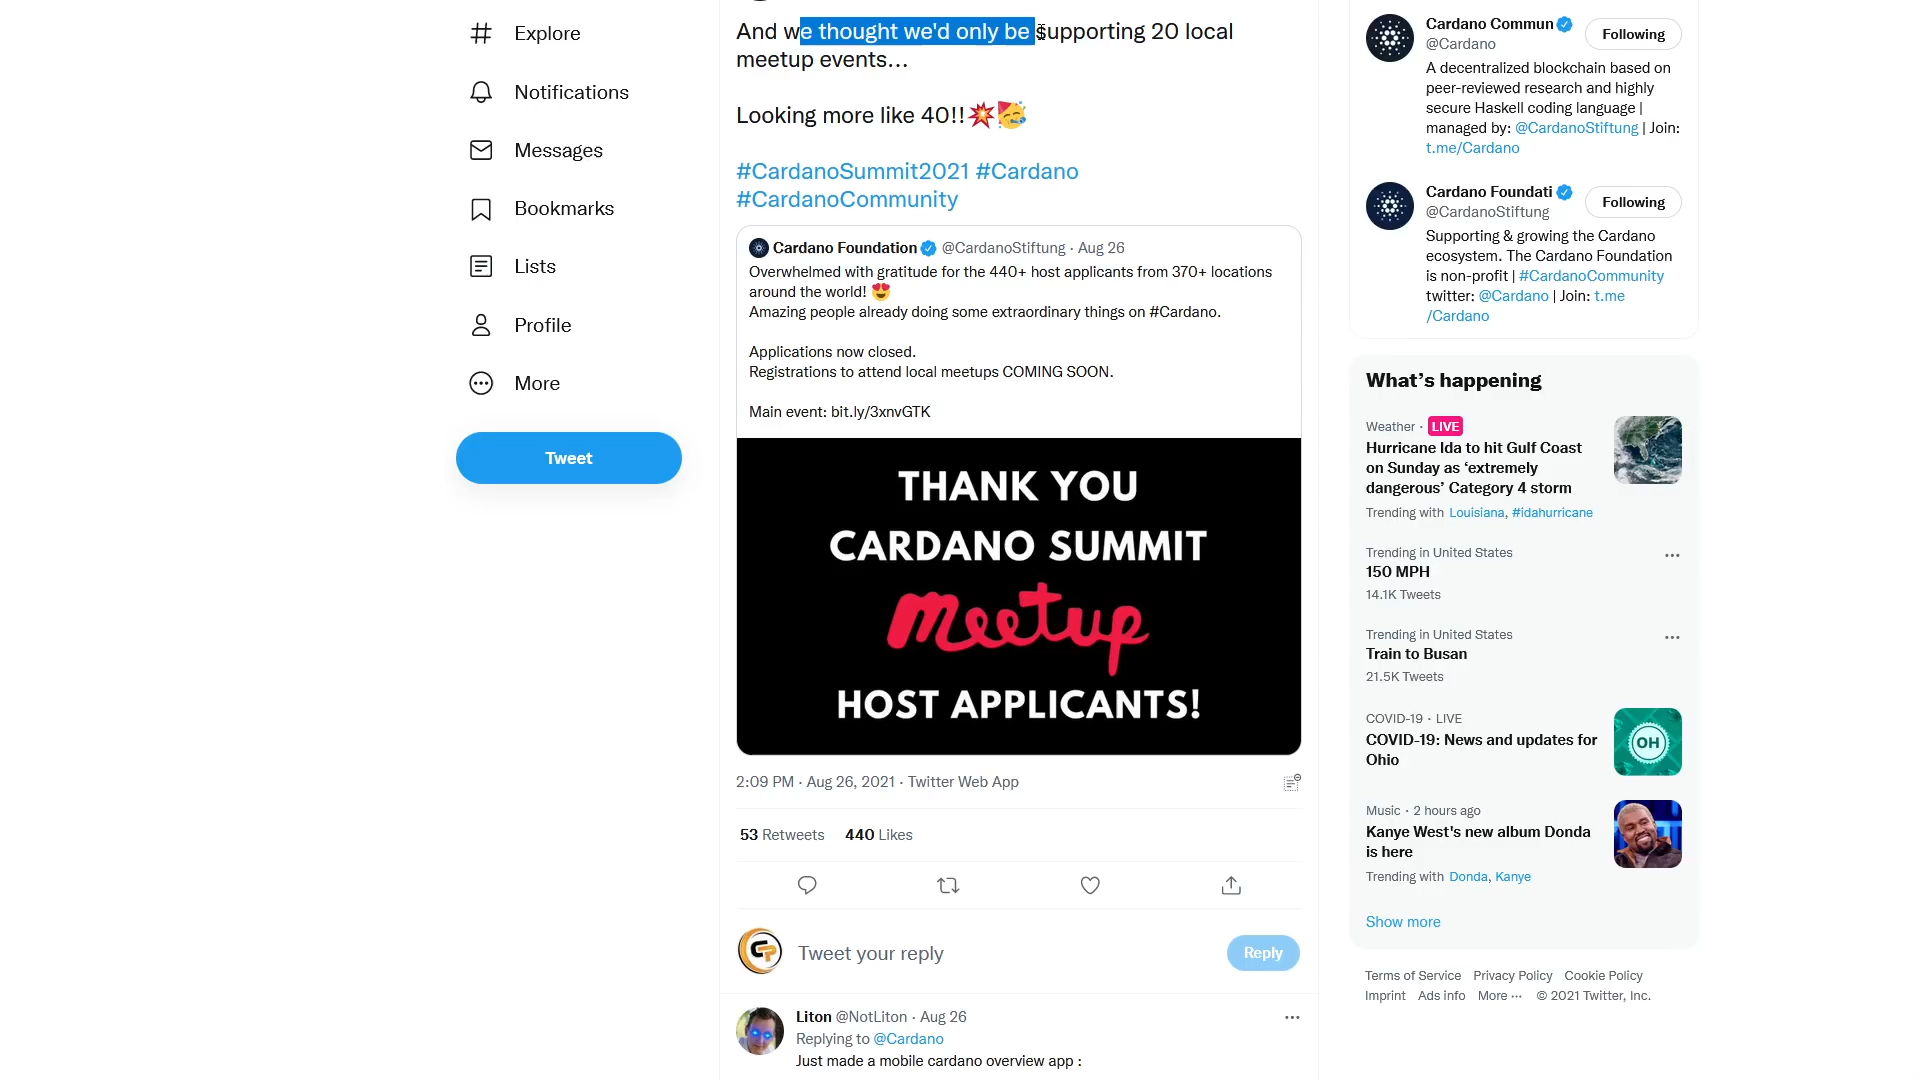 Explore
Notifications
Messages
Bookmarks
Lists
Profile
More
Tweet
And we thought we'd only be supporting 20 local
meetup events…
Looking more like 40!!💥🥳
#CardanoSummit2021 #Cardano
#CardanoCommunity
Cardano Foundation @CardanoStiftung · Aug 26
Overwhelmed with gratitude for the 440+ host applicants from 370+ locations
around the world! 😍
Amazing people already doing some extraordinary things on #Cardano.
Applications now closed.
Registrations to attend local meetups COMING SOON.
Main event: bit.ly/3xnvGTK
THANK YOU
CARDANO SUMMIT
Meetup
HOST APPLICANTS!
2:09 PM · Aug 26, 2021 · Twitter Web App
53 Retweets 440 Likes
Tweet your reply
Reply
Liton @NotLiton · Aug 26
Replying to @Cardano
Just made a mobile cardano overview app :
Cardano Commun
@Cardano
Following
A decentralized blockchain based on
peer-reviewed research and highly
secure Haskell coding language |
managed by: @CardanoStiftung | Join:
t.me/Cardano
Cardano Foundati
@CardanoStiftung
Following
Supporting & growing the Cardano
ecosystem. The Cardano Foundation
is non-profit | #CardanoCommunity
twitter: @Cardano | Join: t.me
/Cardano
What's happening
Weather · LIVE
Hurricane Ida to hit Gulf Coast
on Sunday as ‘extremely
dangerous’ Category 4 storm
Trending with Louisiana, #idahurricane
Trending in United States
150 MPH
14.1K Tweets
Trending in United States
Train to Busan
21.5K Tweets
COVID-19 · LIVE
COVID-19: News and updates for
Ohio
OH
Music · 2 hours ago
Kanye West's new album Donda
is here
Trending with Donda, Kanye
Show more
Terms of Service Privacy Policy Cookie Policy
Imprint Ads info More ··· © 2021 Twitter, Inc.